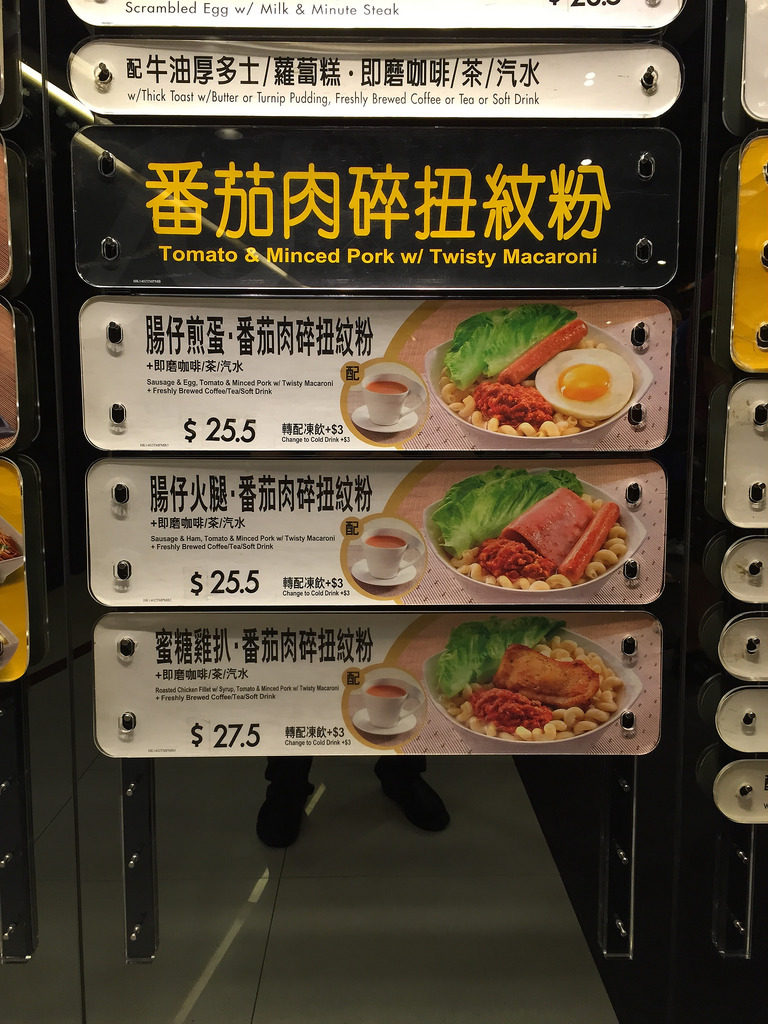 Scrambled Egg w/ Milk & Minute Steak
配牛油厚多士/蘿蔔糕·即磨咖啡/茶/汽水
w/Thick Toast w/Butter or Turnip Pudding, Freshly Brewed Coffee or Tea or Soft Drink
番茄肉碎扭紋粉
Tomato & Minced Pork w/ Twisty Macaroni
腸仔煎蛋·番茄肉碎扭紋粉
+即磨咖啡/茶/汽水
配
Sausage & Egg, Tomato & Minced Pork w/ Twisty Macaroni
+ Freshly Brewed Coffee/Tea/Soft Drink
$ 25.5
轉配凍飲+$3
Change to Cold Drink +$3
腸仔火腿·番茄肉碎扭紋粉
+即磨咖啡/茶/汽水
配
Sausage & Ham, Tomato & Minced Pork w/ Twisty Macaroni
+ Freshly Brewed Coffee/Tea/Soft Drink
$ 25.5
轉配凍飲+$3
Change to Cold Drink +$3
蜜糖雞扒·番茄肉碎扭紋粉
+即磨咖啡/茶/汽水
配
Roasted Chicken Fillet w/ Syrup, Tomato & Minced Pork w/ Twisty Macaroni
+ Freshly Brewed Coffee/Tea/Soft Drink
$ 27.5
轉配凍飲+$3
Change to Cold Drink +$3